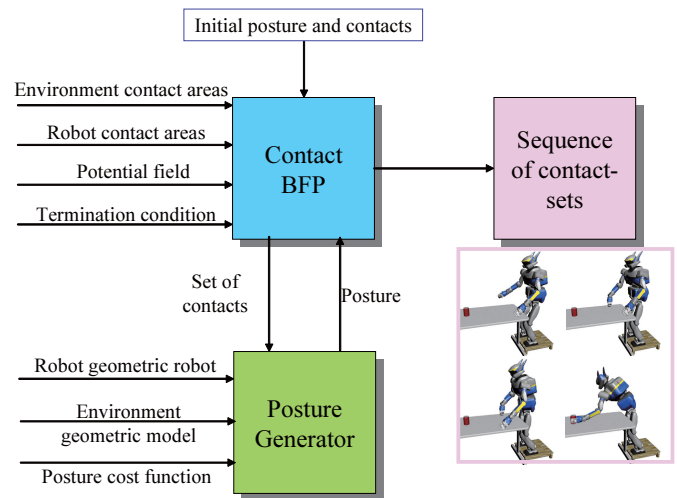 Initial posture and contacts
Environment contact areas
Robot contact areas
Potential field
Termination condition
Contact
BFP
Sequence
of contact-
sets
Set of
contacts
Posture
Robot geometric robot
Environment
geometric model
Posture cost function
Posture
Generator